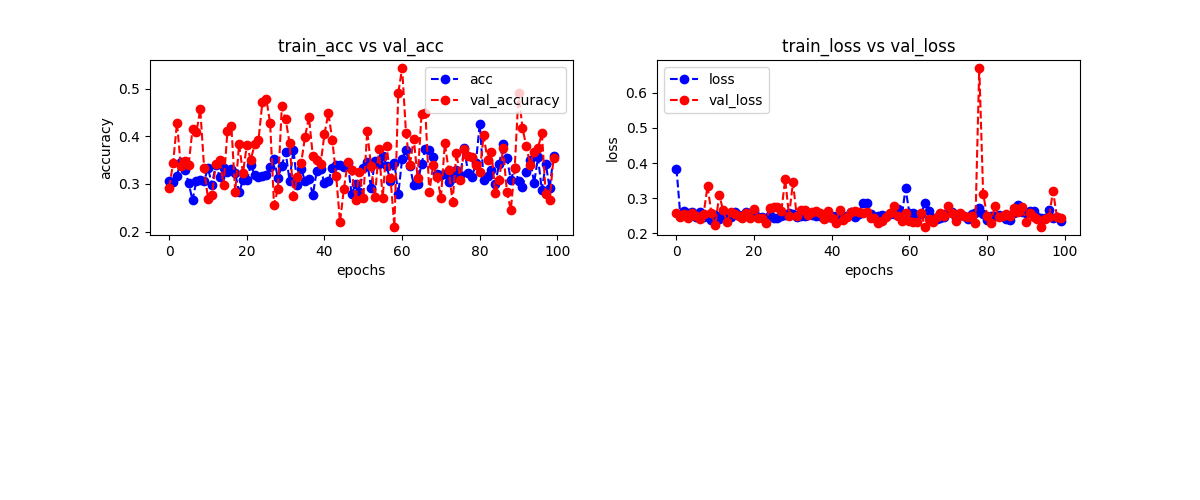 train_acc vs val_acc
acc
val_accuracy
accuracy
0.5
0.4
0.3
0.2
0 20 40 60 80 100
epochs
train_loss vs val_loss
loss
val_loss
loss
0.6
0.5
0.4
0.3
0.2
0 20 40 60 80 100
epochs